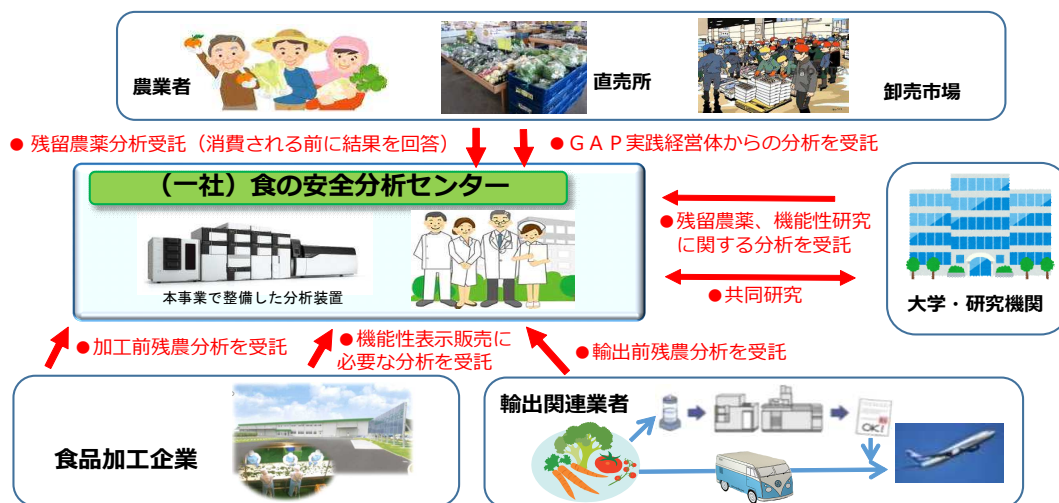 農業者
直売所
卸売市場
●残留農薬分析受託（消費される前に結果を回答）
●ＧＡＰ実践経営体からの分析を受託
（一社）食の安全分析センター
本事業で整備した分析装置
●残留農薬、機能性研究
に関する分析を受託
●共同研究
大学・研究機関
●加工前残農分析を受託
●機能性表示販売に
必要な分析を受託
●輸出前残農分析を受託
食品加工企業
輸出関連業者
OK!